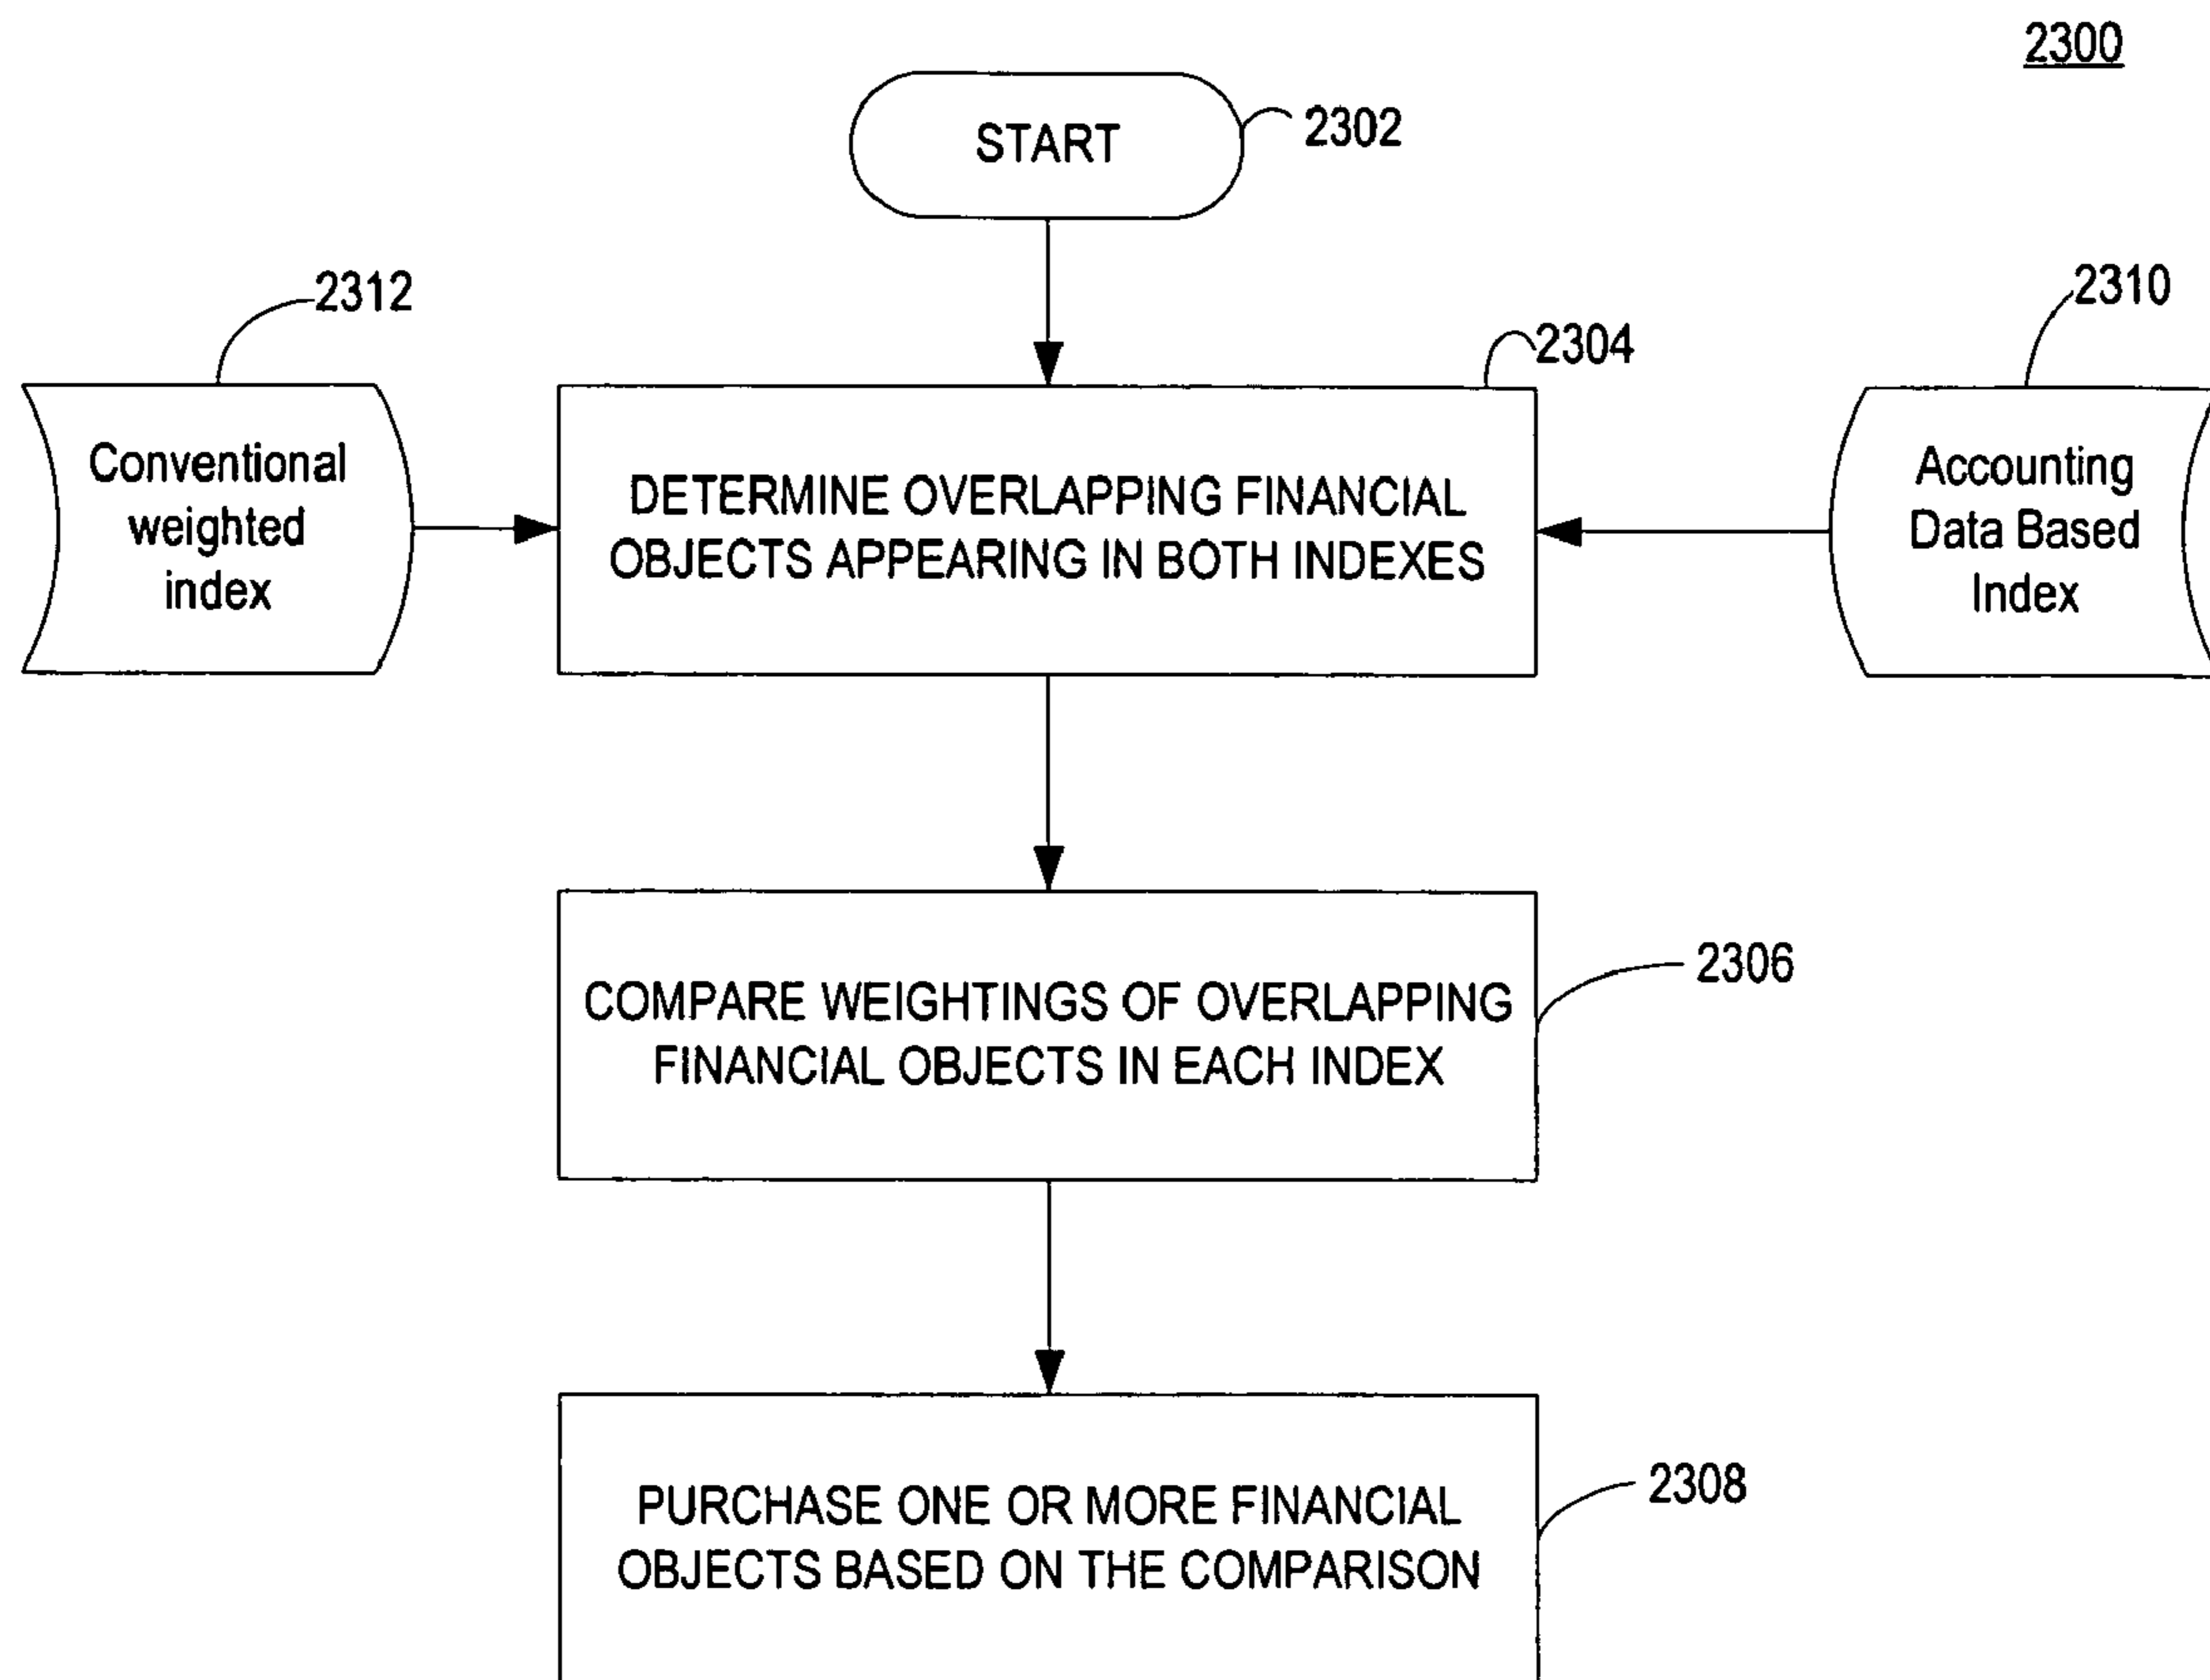 2300
START
2302
2312
2310
2304
Conventional
weighted
index
DETERMINE OVERLAPPING FINANCIAL
OBJECTS APPEARING IN BOTH INDEXES
Accounting
Data Based
Index
2306
COMPARE WEIGHTINGS OF OVERLAPPING
FINANCIAL OBJECTS IN EACH INDEX
2308
PURCHASE ONE OR MORE FINANCIAL
OBJECTS BASED ON THE COMPARISON